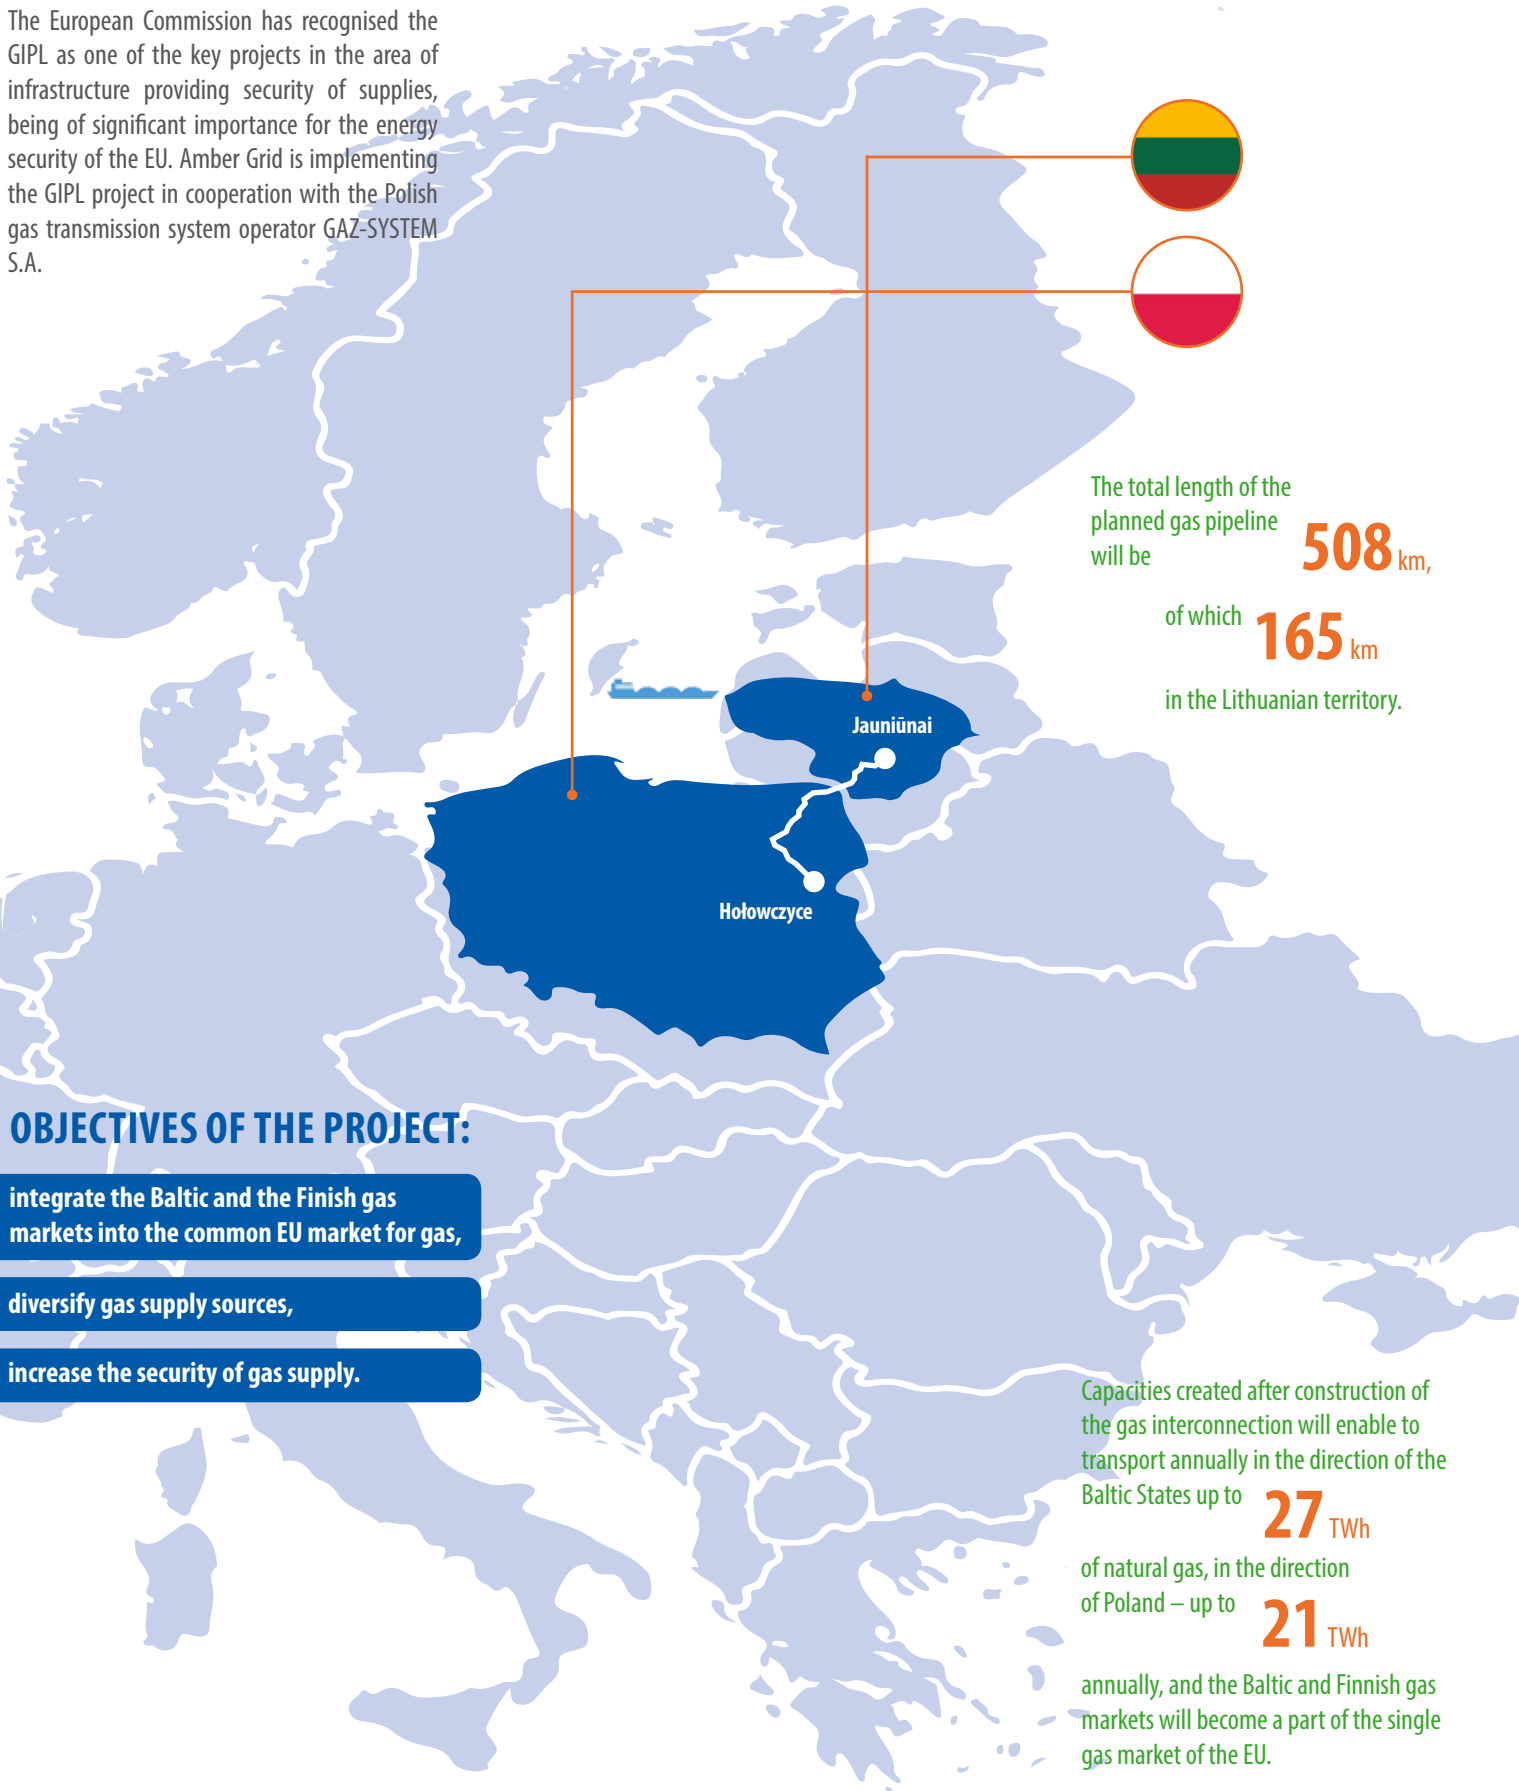 The European Commission has recognised the
GIPL as one of the key projects in the area of
infrastructure providing security of supplies,
being of significant importance for the energy
security of the EU. Amber Grid is implementing
the GIPL project in cooperation with the Polish
gas transmission system operator GAZ-SYSTEM
S.A.
The total length of the
planned gas pipeline
will be 508 km,
of which 165 km
in the Lithuanian territory.
Jauniūnai
Hołowczyce
OBJECTIVES OF THE PROJECT:
integrate the Baltic and the Finish gas
markets into the common EU market for gas,
diversify gas supply sources,
increase the security of gas supply.
Capacities created after construction of
the gas interconnection will enable to
transport annually in the direction of the
Baltic States up to 27 TWh
of natural gas, in the direction
of Poland – up to 21 TWh
annually, and the Baltic and Finnish gas
markets will become a part of the single
gas market of the EU.